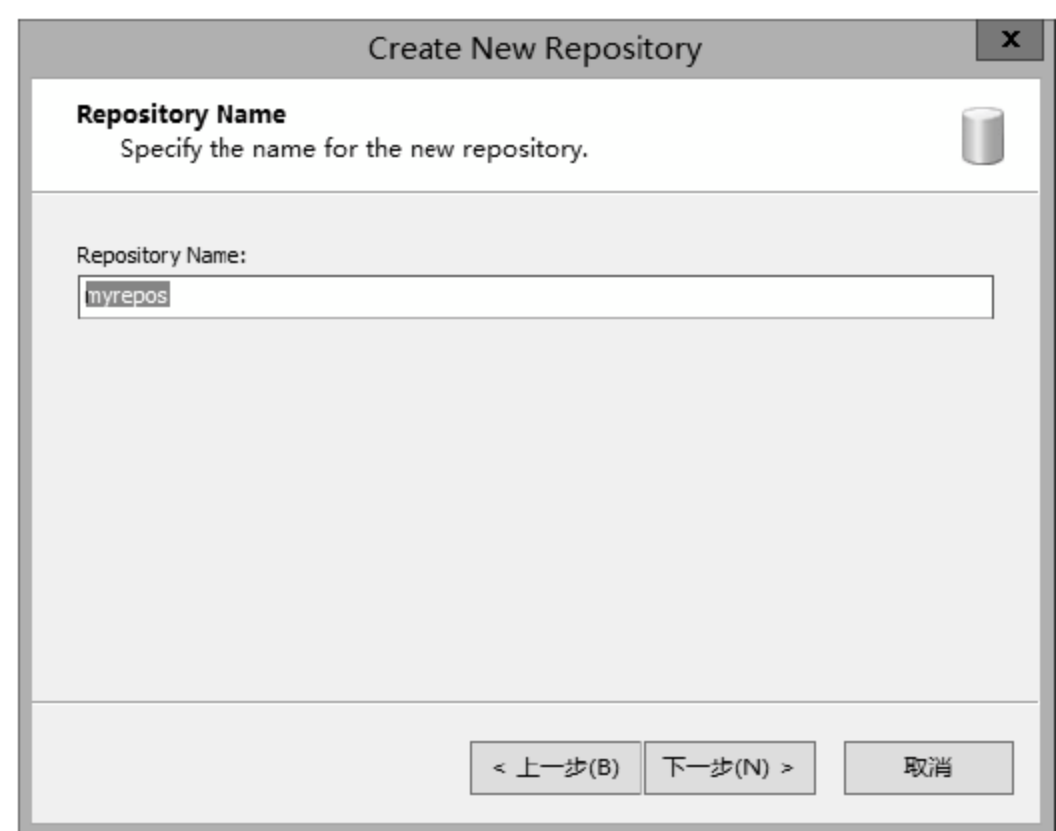 Create New Repository
x
Repository Name
Specify the name for the new repository.
Repository Name:
myrepos
< 上一步(B)
下一步(N) >
取消